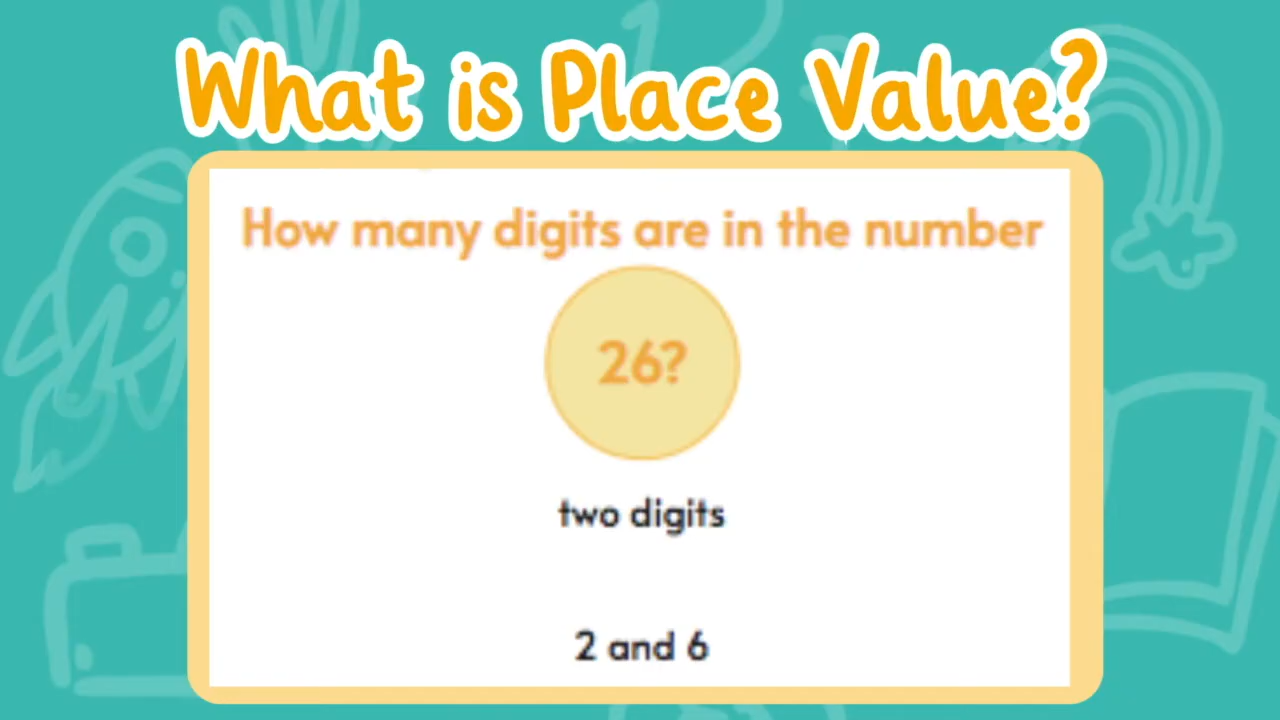 What is Place Value?
How many digits are in the number
26?
two digits
2 and 6